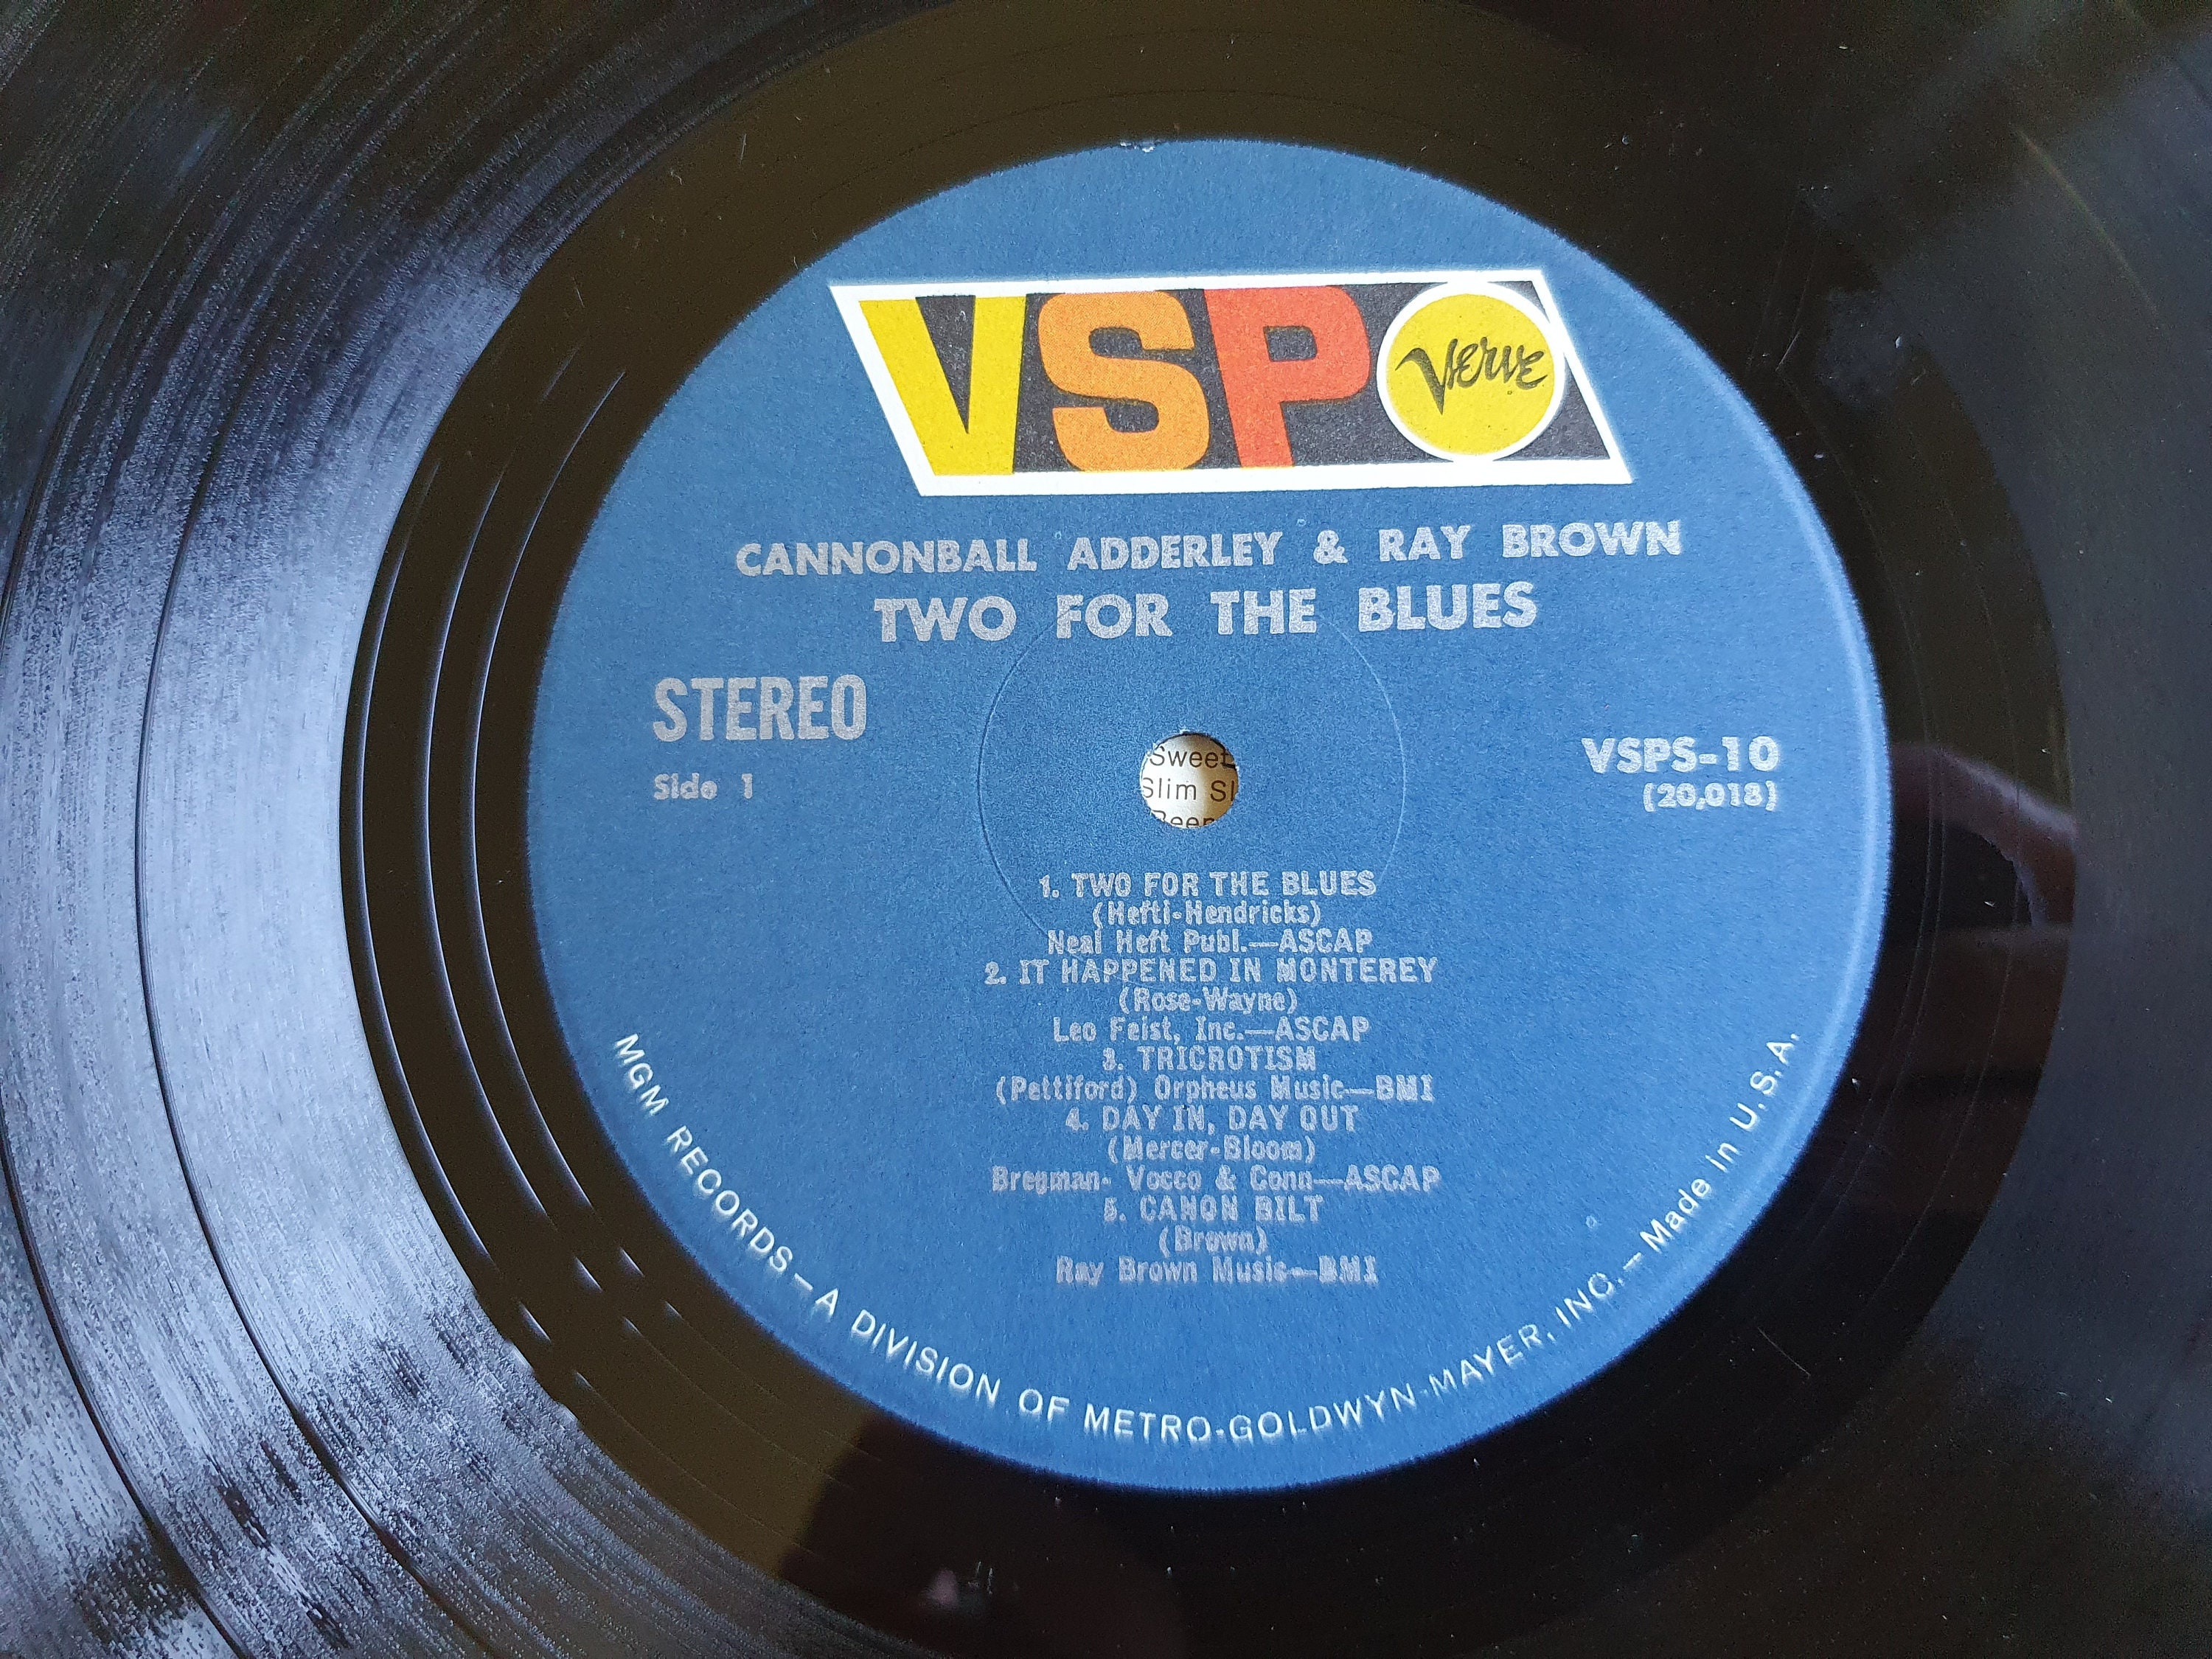 VSP Verve
CANNONBALL ADDERLEY & RAY BROWN
TWO FOR THE BLUES
STEREO
Side 1
VSPS-10
(20,018)
Sweet
Slim
1. TWO FOR THE BLUES
(Hefti-Hendricks)
Neal Heft Publ.—ASCAP
2. IT HAPPENED IN MONTEREY
(Rose-Wayne)
Leo Feist, Inc.—ASCAP
3. TRICROTISM
(Pettiford) Orpheus Music—BMI
4. DAY IN, DAY OUT
(Mercer-Bloom)
Bregman- Vocco & Conn—ASCAP
5. CANON BILT
(Brown)
Ray Brown Music—BMI
MGM RECORDS – A DIVISION OF METRO-GOLDWYN-MAYER, INC. – Made in U.S.A.